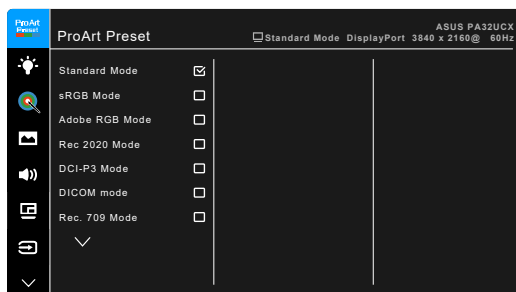 ProArt
Preset
ProArt Preset
ASUS PA32UCX
Standard Mode DisplayPort 3840 x 2160@ 60Hz
Standard Mode
sRGB Mode
Adobe RGB Mode
Rec 2020 Mode
DCI-P3 Mode
DICOM mode
Rec. 709 Mode